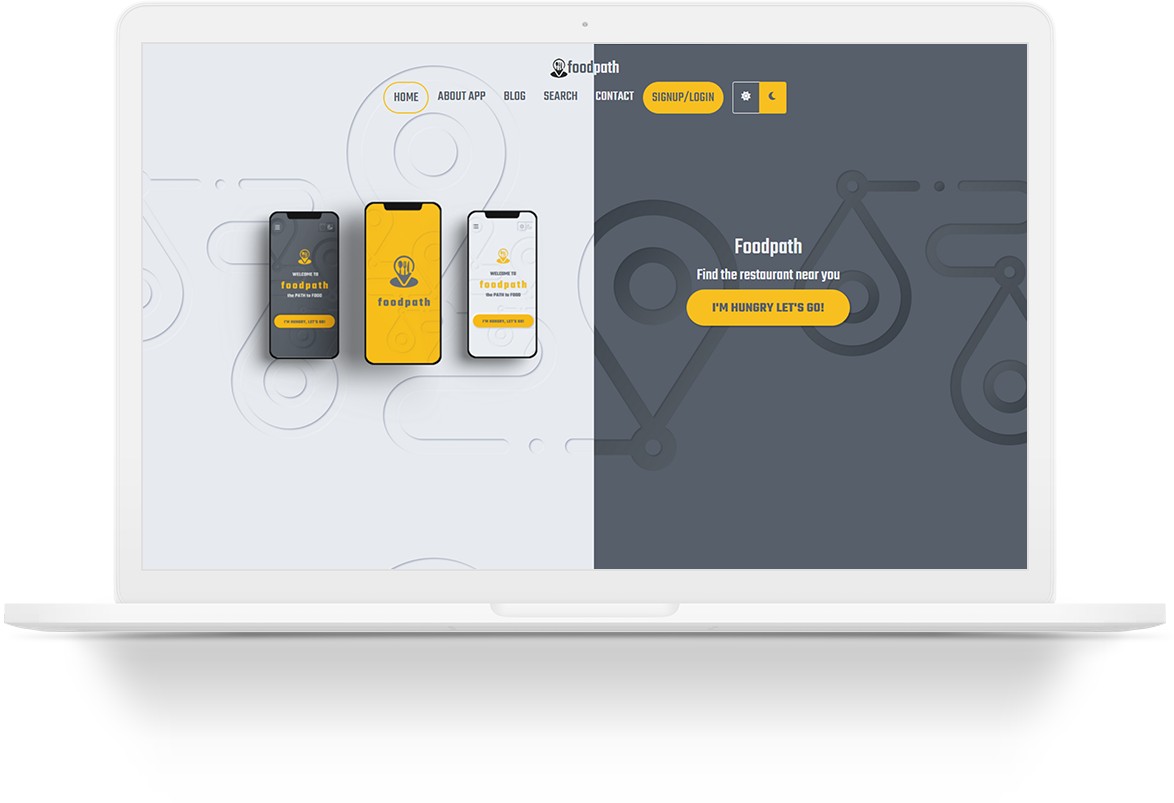 foodpath
HOME ABOUT APP BLOG SEARCH CONTACT SIGNUP/LOGIN
WELCOME TO
foodpath
the PATH to FOOD
I'M HUNGRY, LET'S GO!
foodpath
WELCOME TO
foodpath
the PATH to FOOD
I'M HUNGRY, LET'S GO!
Foodpath
Find the restaurant near you
I'M HUNGRY LET'S GO!